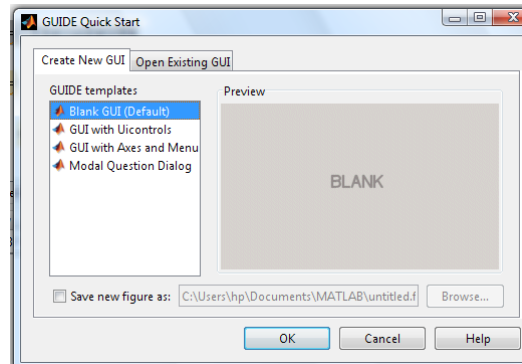 GUIDE Quick Start
Create New GUI
Open Existing GUI
GUIDE templates
Preview
Blank GUI (Default)
GUI with Uicontrols
GUI with Axes and Menu
Modal Question Dialog
BLANK
Save new figure as:
C:\Users\hp\Documents\MATLAB\untitled.f
Browse...
OK
Cancel
Help